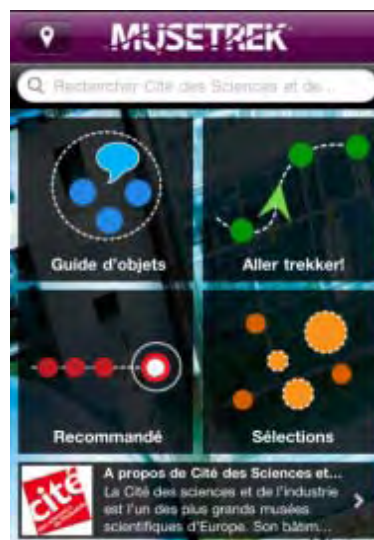 MUSETREK
Rechercher Cité des Sciences et de...
Guide d'objets
Aller trekker!
Recommandé
Sélections
cité
A propos de Cité des Sciences et...
La Cité des sciences et de l'industrie
est l'un des plus grands musées
scientifiques d'Europe. Son bâtim...